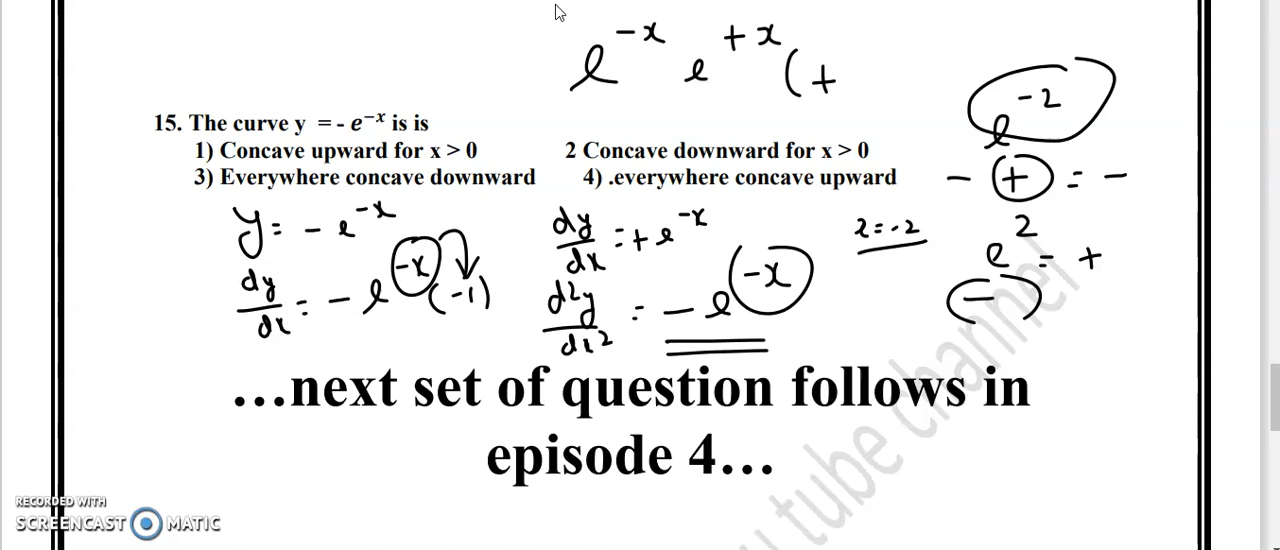 e^{-x} e^{+x} ( +
e^{-2}
15. The curve y = - e^{-x} is is
1) Concave upward for x > 0 2 Concave downward for x > 0
3) Everywhere concave downward 4) .everywhere concave upward
- (+) = -
y = - e^{-x} dy/dx = + e^{-x} x = -2 e^{2} = +
dy/dx = - e^{-x} (-1) d²y/dx² = - e^{(-x)} (-)
...next set of question follows in
episode 4...
RECORDED WITH
SCREENCAST MATIC
tube channel